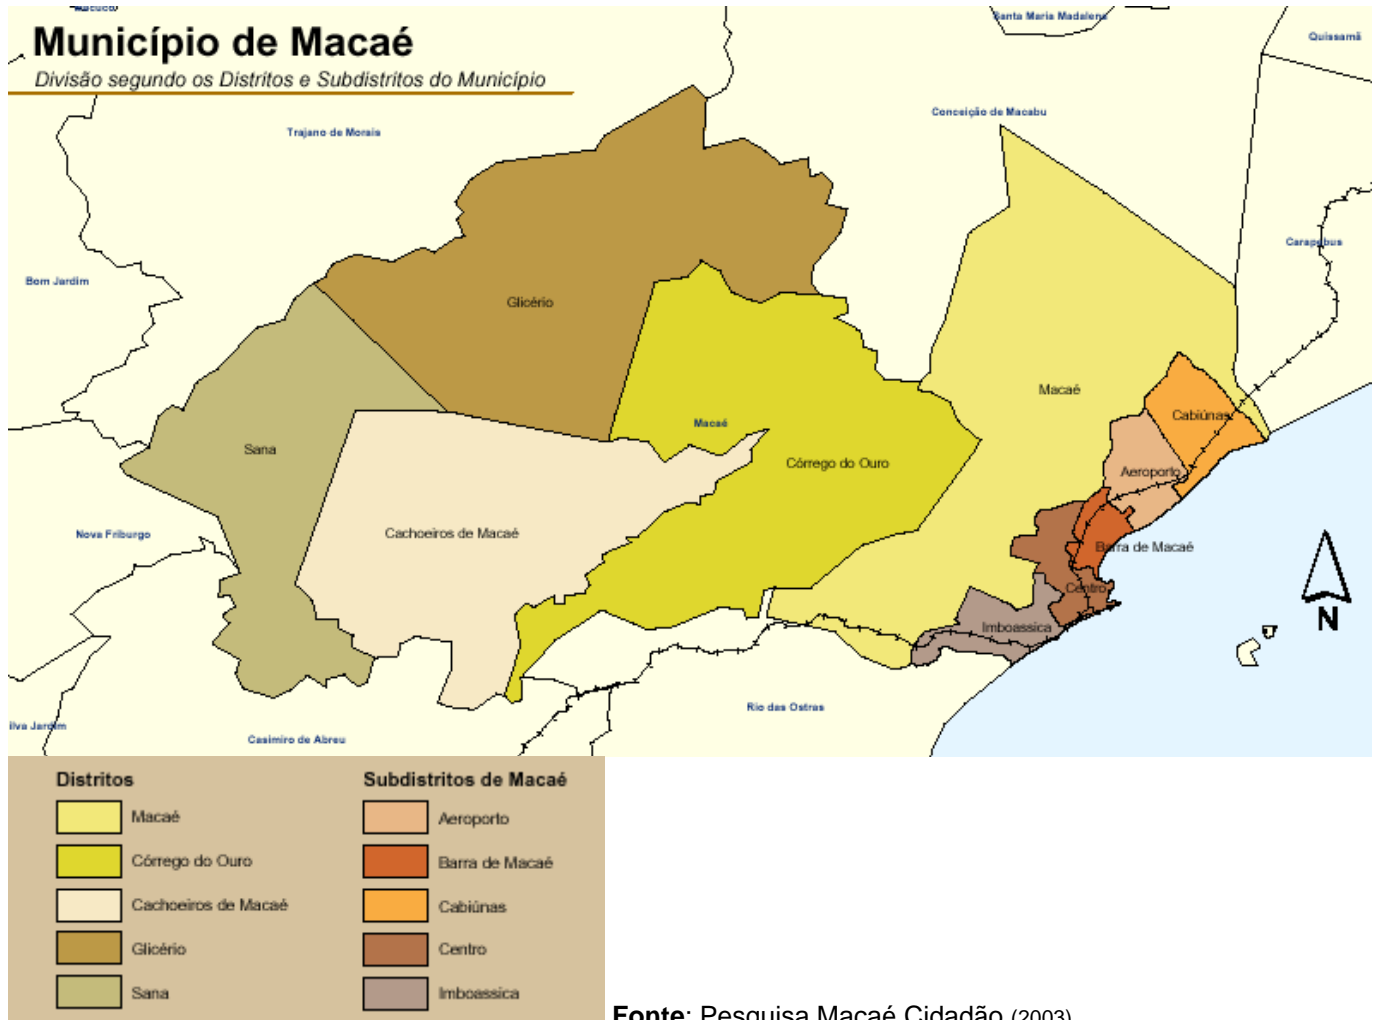 Macuco
Santa Maria Madalena
Município de Macaé
Quissamã
Divisão segundo os Distritos e Subdistritos do Município
Conceição de Macabu
Trajano de Morais
Carapebus
Bom Jardim
Glicério
Macaé
Cabiúnas
Macaé
Sana
Córrego do Ouro
Aeroporto
Cachoeiros de Macaé
Nova Friburgo
Barra de Macaé
Centro
N
Imboassica
Rio das Ostras
ilva Jardim
Casimiro de Abreu
Distritos
Macaé
Córrego do Ouro
Cachoeiros de Macaé
Glicério
Sana
Subdistritos de Macaé
Aeroporto
Barra de Macaé
Cabiúnas
Centro
Imboassica
Fonte: Pesquisa Macaé Cidadão (2003)